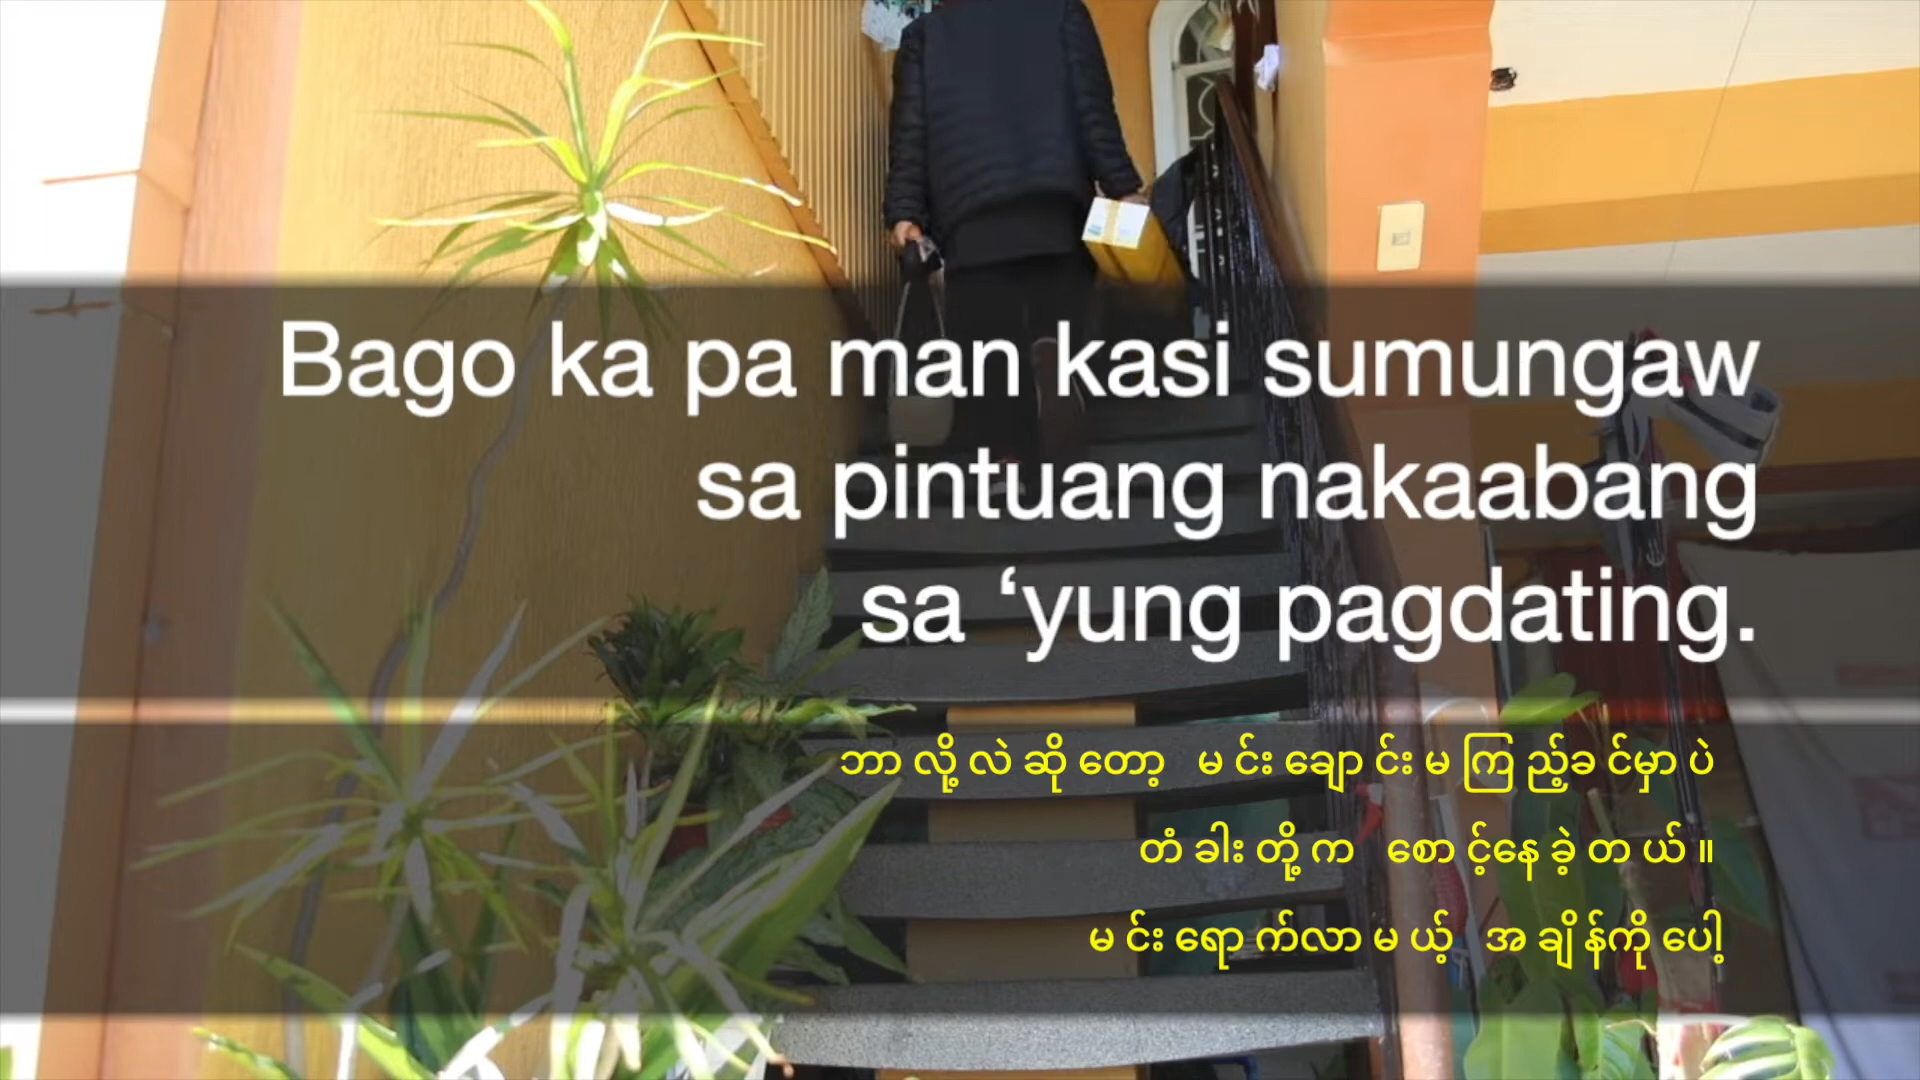 Bago ka pa man kasi sumungaw
sa pintuang nakaabang
sa ‘yung pagdating.
ဘာလို့လဲဆိုတော့ မင်းချောင်းမကြည့်ခင်မှာပဲ
တံခါးတို့က စောင့်နေခဲ့တယ်။
မင်းရောက်လာမယ့် အချိန်ကိုပေါ့